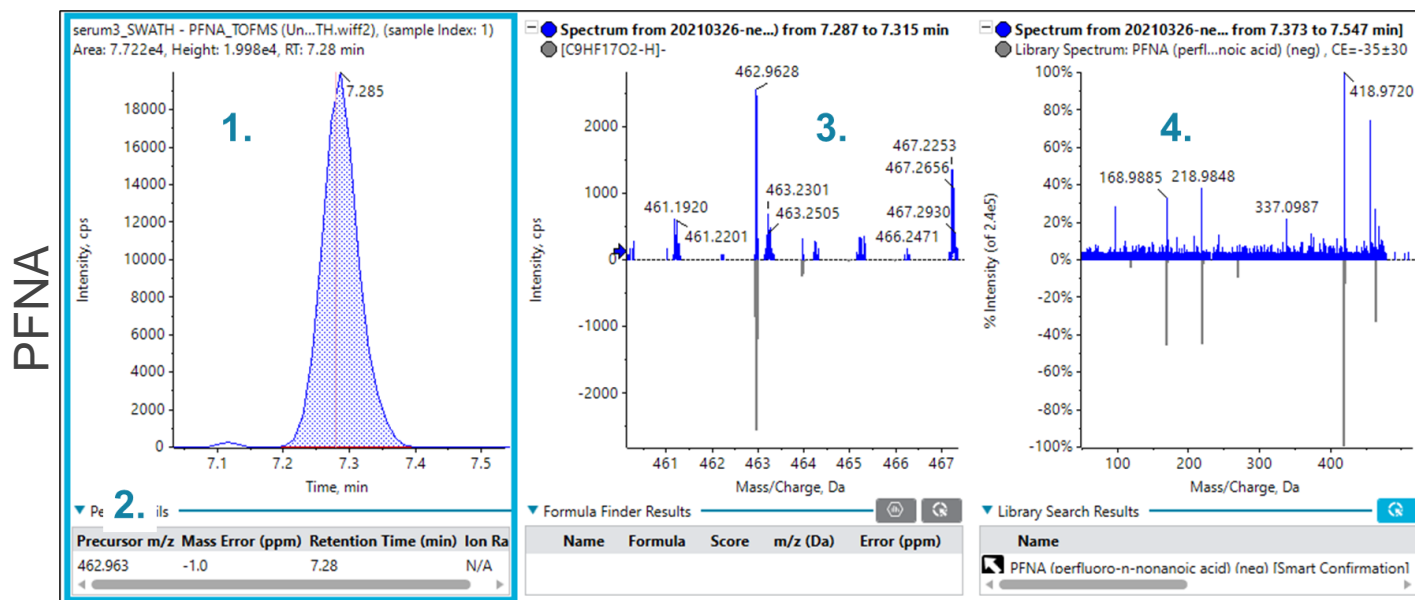 PFNA
serum3_SWATH - PFNA_TOFMS (Un...TH.wiff2), (sample Index: 1)
Area: 7.722e4, Height: 1.998e4, RT: 7.28 min
1.
7.285
Intensity, cps
18000
16000
14000
12000
10000
8000
6000
4000
2000
0
7.1 7.2 7.3 7.4 7.5
Time, min
2.
Precursor m/z Mass Error (ppm) Retention Time (min) Ion Ra
462.963 -1.0 7.28 N/A
Spectrum from 20210326-ne...) from 7.287 to 7.315 min
[C9HF17O2-H]-
3.
462.9628
467.2253
467.2656
463.2301
461.1920
463.2505
467.2930
461.2201
466.2471
Intensity, cps
2000
1000
0
-1000
-2000
461 462 463 464 465 466 467
Mass/Charge, Da
Formula Finder Results
Name Formula Score m/z (Da) Error (ppm)
Spectrum from 20210326-ne... from 7.373 to 7.547 min]
Library Spectrum: PFNA (perfl...noic acid) (neg) , CE=-35±30
4.
418.9720
168.9885
218.9848
337.0987
% Intensity (of 2.4e5)
100%
80%
60%
40%
20%
0%
-20%
-40%
-60%
-80%
-100%
100 200 300 400
Mass/Charge, Da
Library Search Results
Name
PFNA (perfluoro-n-nonanoic acid) (neg) [Smart Confirmation]